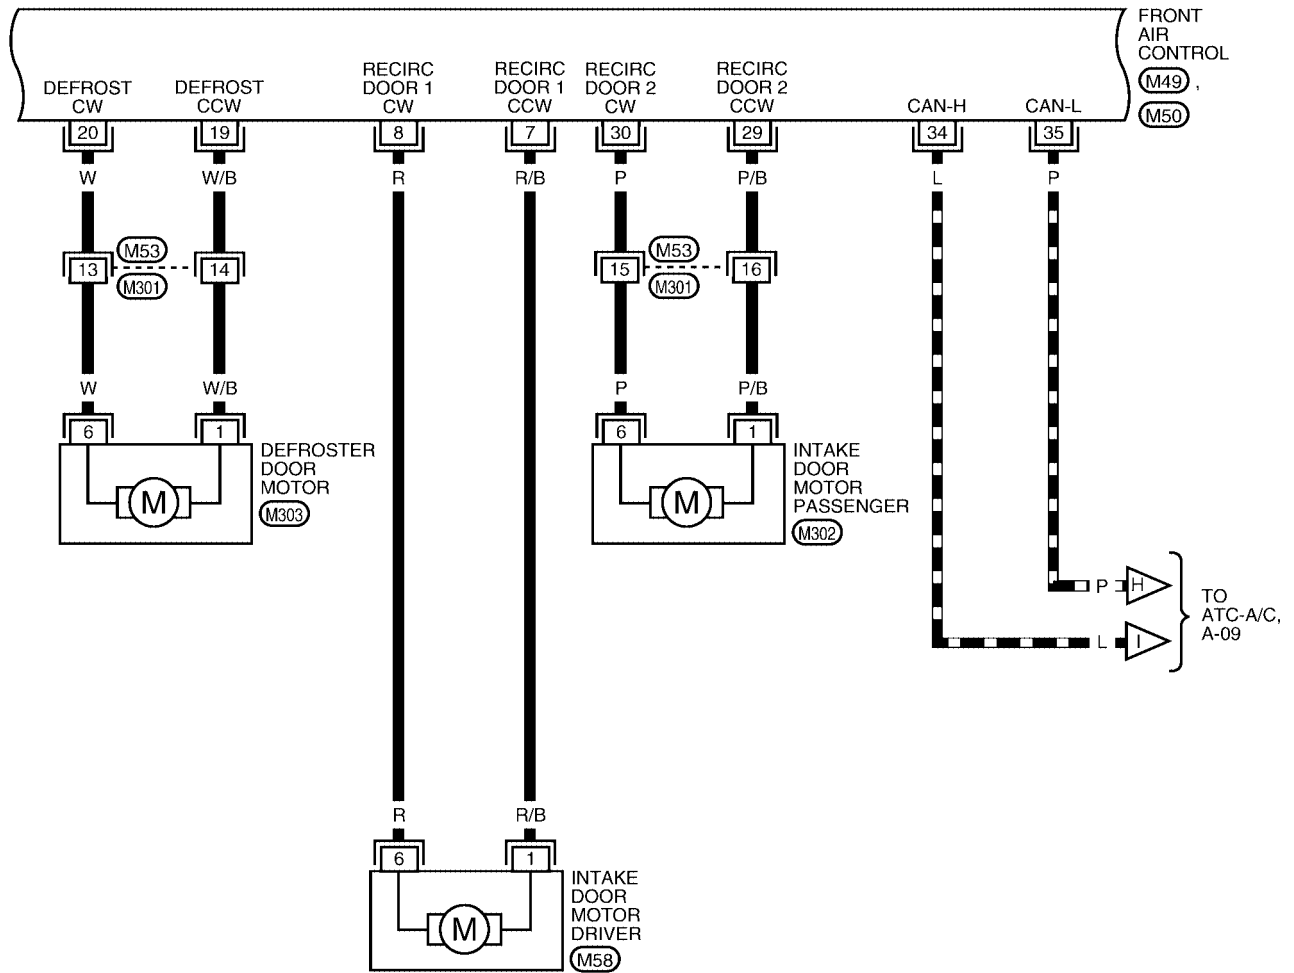 FRONT
AIR
CONTROL
M49 ,
M50
DEFROST
CW
DEFROST
CCW
RECIRC
DOOR 1
CW
RECIRC
DOOR 1
CCW
RECIRC
DOOR 2
CW
RECIRC
DOOR 2
CCW
CAN-H
CAN-L
20 19 8 7 30 29 34 35
W W/B R R/B P P/B L P
M53
13 14
M301
M53
15 16
M301
W W/B P P/B
6 1
DEFROSTER
DOOR
MOTOR
M303
M
6 1
INTAKE
DOOR
MOTOR
PASSENGER
M302
M
P H
L I
TO
ATC-A/C,
A-09
R R/B
6 1
INTAKE
DOOR
MOTOR
DRIVER
M58
M